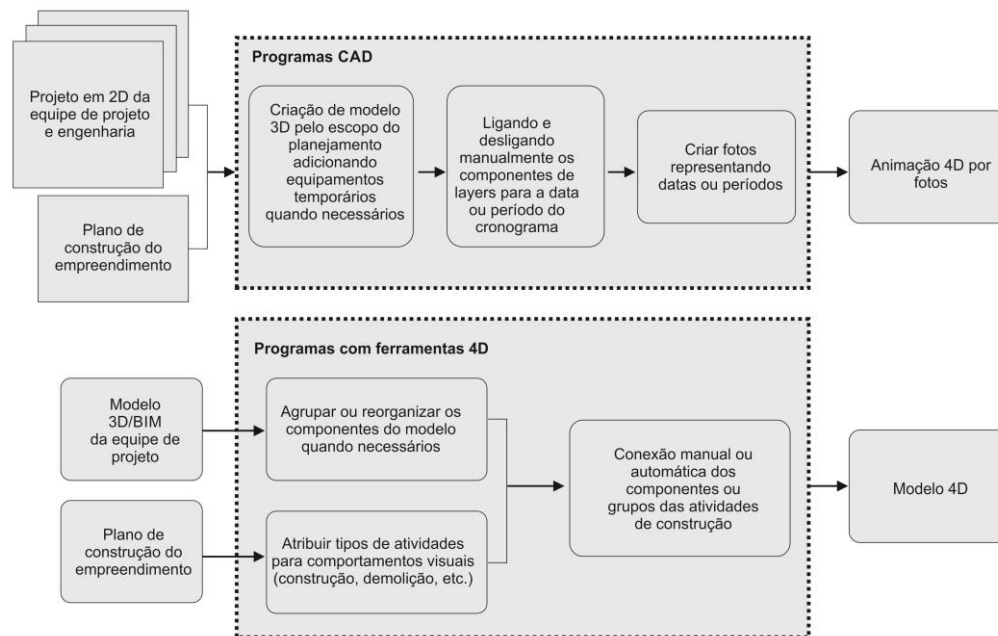 Projeto em 2D da
equipe de projeto
e engenharia
Plano de
construção do
empreendimento
Programas CAD
Criação de modelo
3D pelo escopo do
planejamento
adicionando
equipamentos
temporários
quando necessários
Ligando e
desligando
manualmente os
componentes de
layers para a data
ou período do
cronograma
Criar fotos
representando
datas ou períodos
Animação 4D por
fotos
Programas com ferramentas 4D
Modelo
3D/BIM
da equipe de
projeto
Plano de
construção do
empreendimento
Agrupar ou reorganizar os
componentes do modelo
quando necessários
Atribuir tipos de atividades
para comportamentos visuais
(construção, demolição, etc.)
Conexão manual ou
automática dos
componentes ou
grupos das atividades
de construção
Modelo 4D